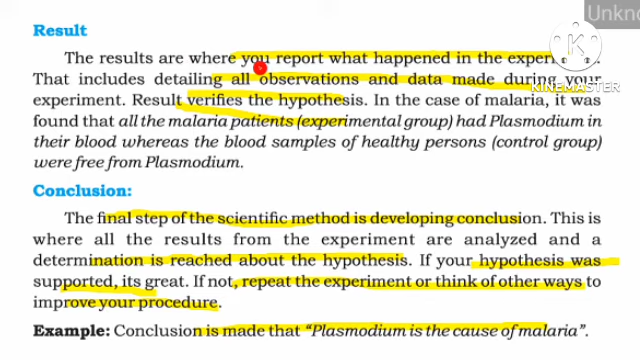 Unkno
Result
The results are where you report what happened in the experi
That includes detailing all observations and data made during your
experiment. Result verifies the hypothesis. In the case of malaria, it was
found that all the malaria patients (experimental group) had Plasmodium in
their blood whereas the blood samples of healthy persons (control group)
were free from Plasmodium.
Conclusion:
The final step of the scientific method is developing conclusion. This is
where all the results from the experiment are analyzed and a
determination is reached about the hypothesis. If your hypothesis was
supported, its great. If not, repeat the experiment or think of other ways to
improve your procedure.
Example: Conclusion is made that "Plasmodium is the cause of malaria".
K
KINEMASTER